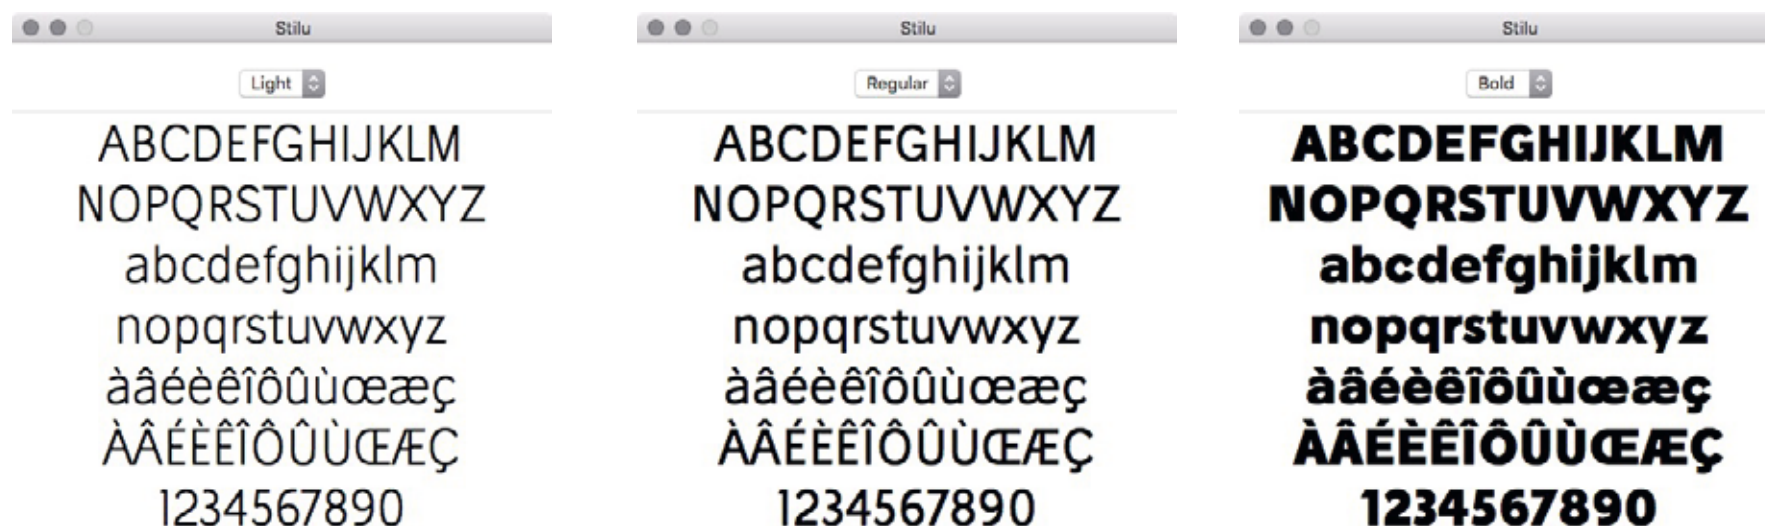 Stilu
Light
ABCDEFGHIJKLM
NOPQRSTUVWXYZ
abcdefghijklm
nopqrstuvwxyz
àâéèêîôûùœæç
ÀÂÉÈÊÎÔÛÙŒÆÇ
1234567890
Stilu
Regular
ABCDEFGHIJKLM
NOPQRSTUVWXYZ
abcdefghijklm
nopqrstuvwxyz
àâéèêîôûùœæç
ÀÂÉÈÊÎÔÛÙŒÆÇ
1234567890
Stilu
Bold
ABCDEFGHIJKLM
NOPQRSTUVWXYZ
abcdefghijklm
nopqrstuvwxyz
àâéèêîôûùœæç
ÀÂÉÈÊÎÔÛÙŒÆÇ
1234567890